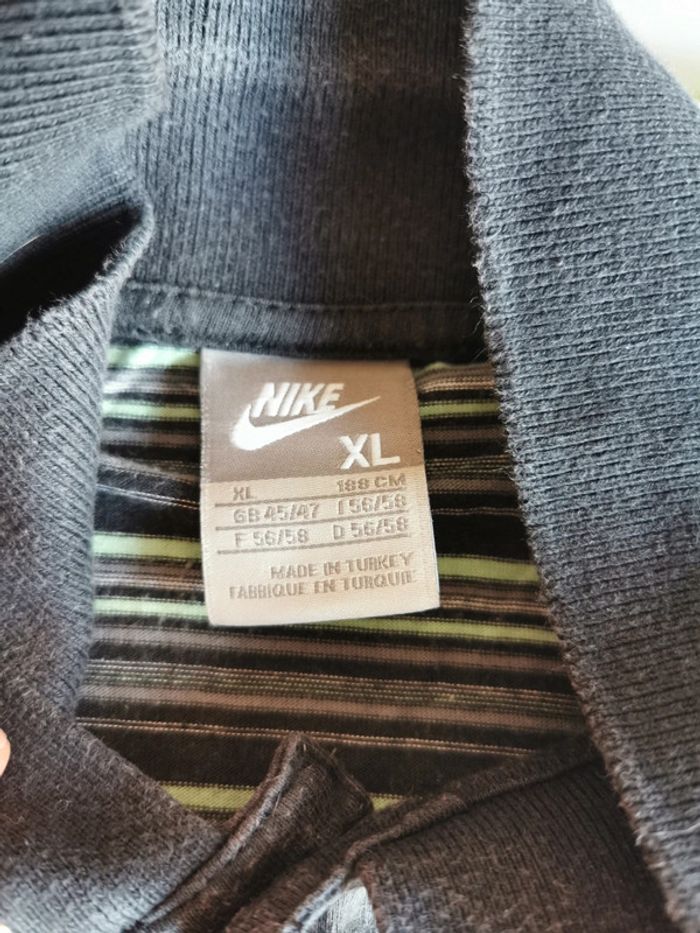 NIKE
XL
XL 188 CM
GB 45/47 I 56/58
F 56/58 D 56/58
MADE IN TURKEY
FABRIQUE EN TURQUIE